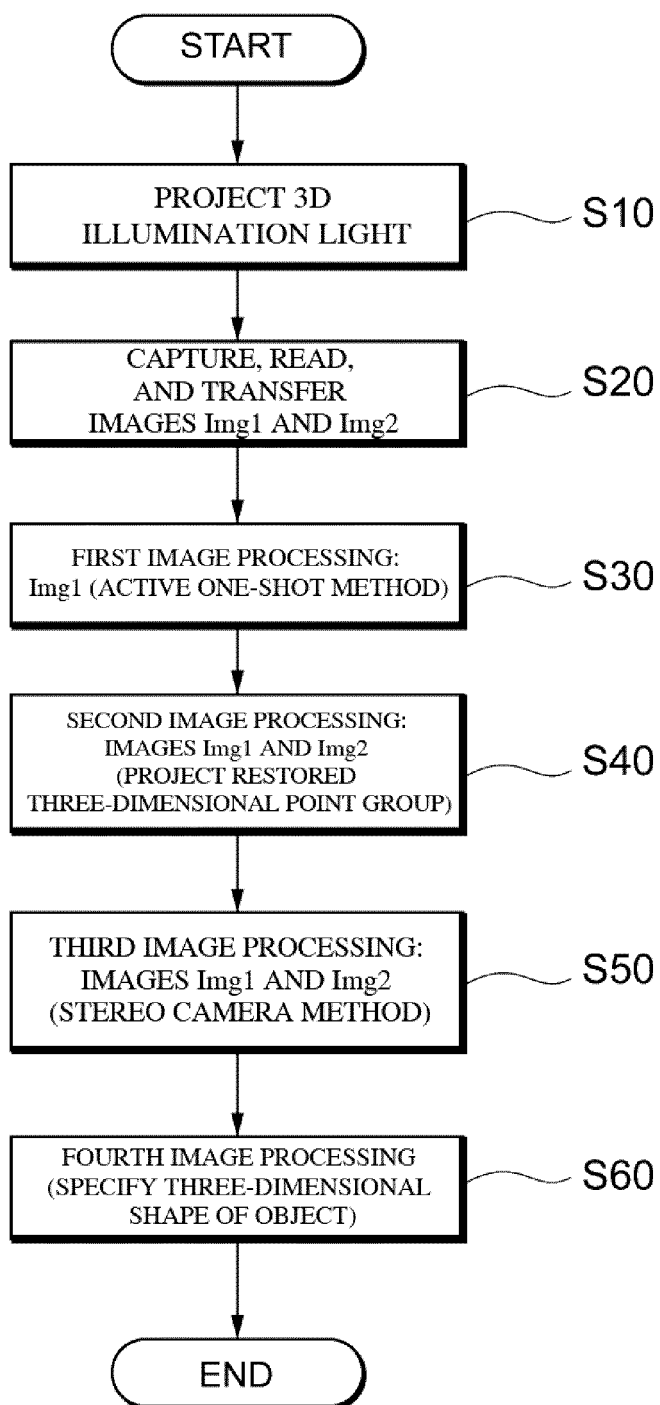 START
PROJECT 3D
ILLUMINATION LIGHT
S10
CAPTURE, READ,
AND TRANSFER
IMAGES Img1 AND Img2
S20
FIRST IMAGE PROCESSING:
Img1 (ACTIVE ONE-SHOT METHOD)
S30
SECOND IMAGE PROCESSING:
IMAGES Img1 AND Img2
(PROJECT RESTORED
THREE-DIMENSIONAL POINT GROUP)
S40
THIRD IMAGE PROCESSING:
IMAGES Img1 AND Img2
(STEREO CAMERA METHOD)
S50
FOURTH IMAGE PROCESSING
(SPECIFY THREE-DIMENSIONAL
SHAPE OF OBJECT)
S60
END